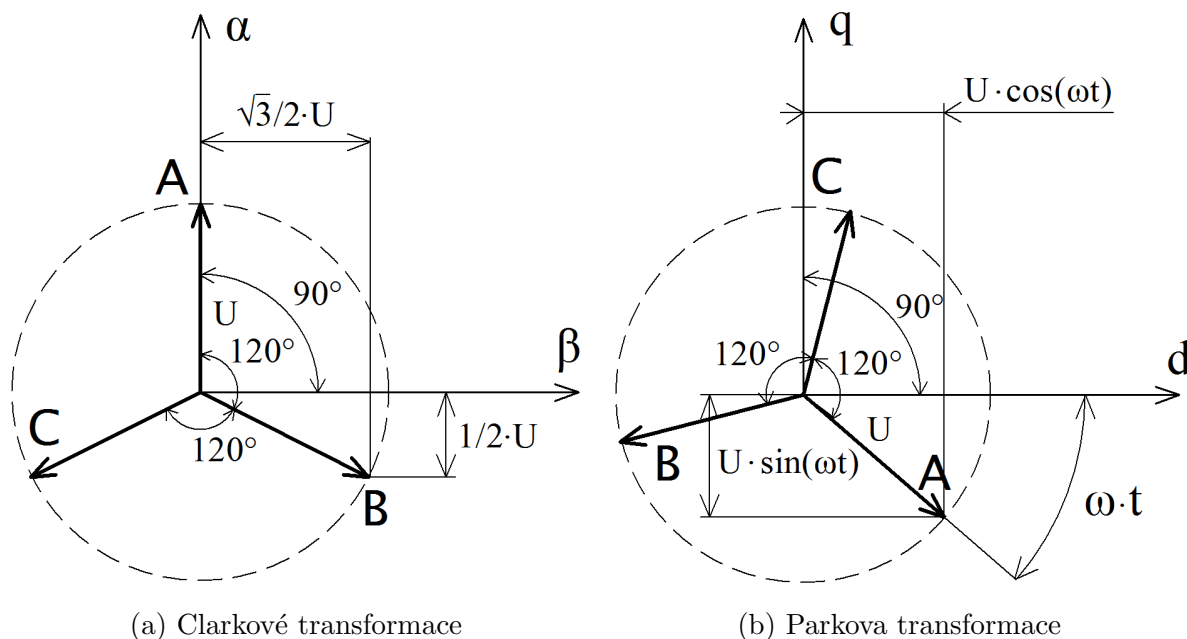 α
√3/2·U
A
90°
U
120°
β
C
120°
1/2·U
B
(a) Clarkové transformace
q
U·cos(ωt)
C
90°
120°
120°
d
U
B
U·sin(ωt)
A
ω·t
(b) Parkova transformace